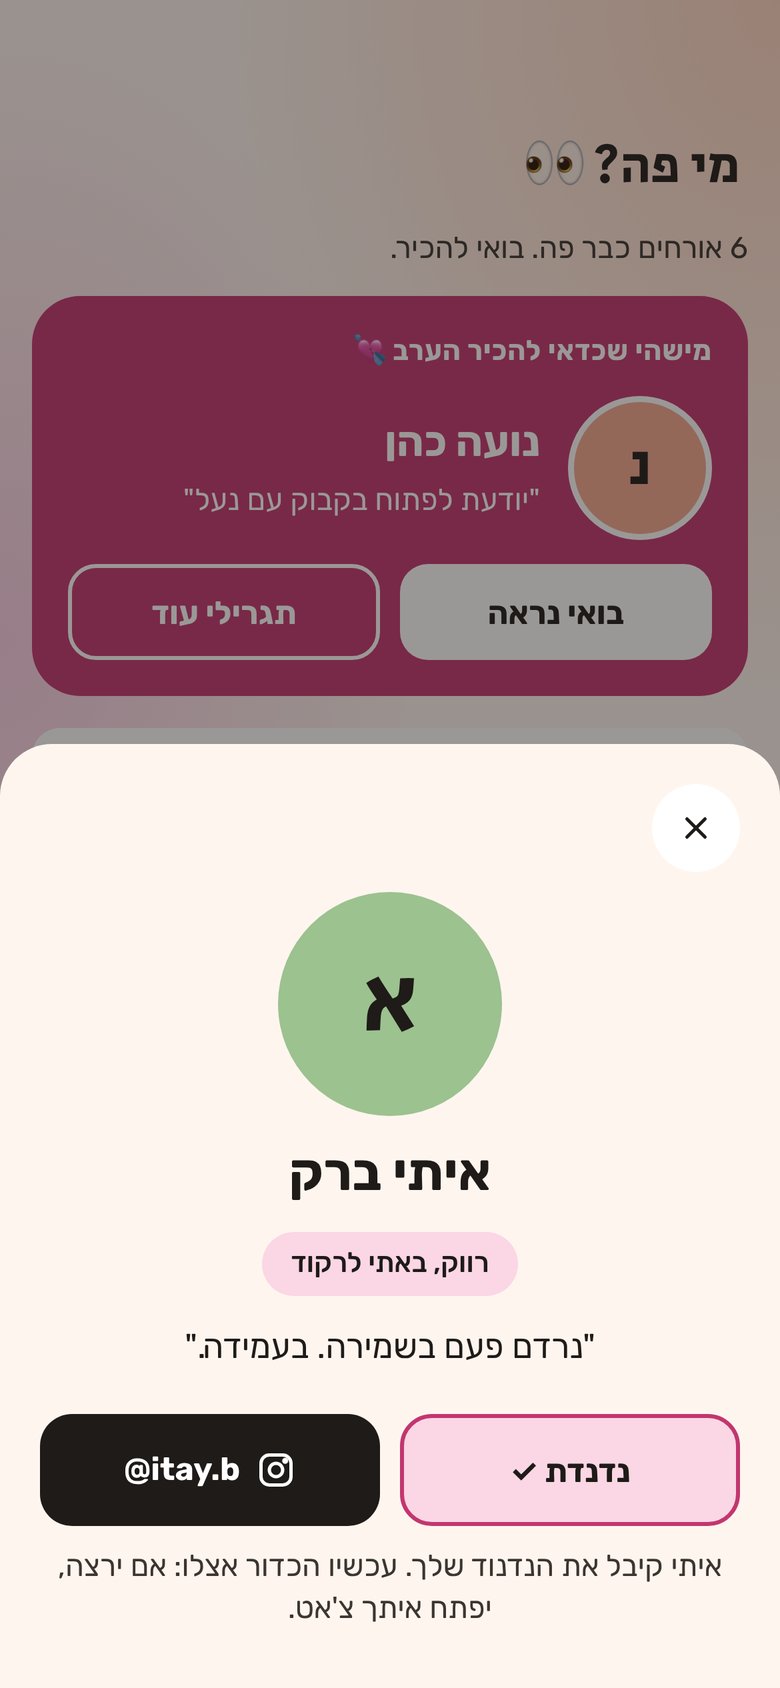 מי פה? 👀
6 אורחים כבר פה. בואי להכיר.
מישהי שכדאי להכיר הערב 💘
נ
נועה כהן
"יודעת לפתוח בקבוק עם נעל"
בואי נראה
תגרילי עוד
א
איתי ברק
רווק, באתי לרקוד
"נרדם פעם בשמירה. בעמידה."
נדנדת ✓
@itay.b
איתי קיבל את הנדנוד שלך. עכשיו הכדור אצלו: אם ירצה,
יפתח איתך צ'אט.